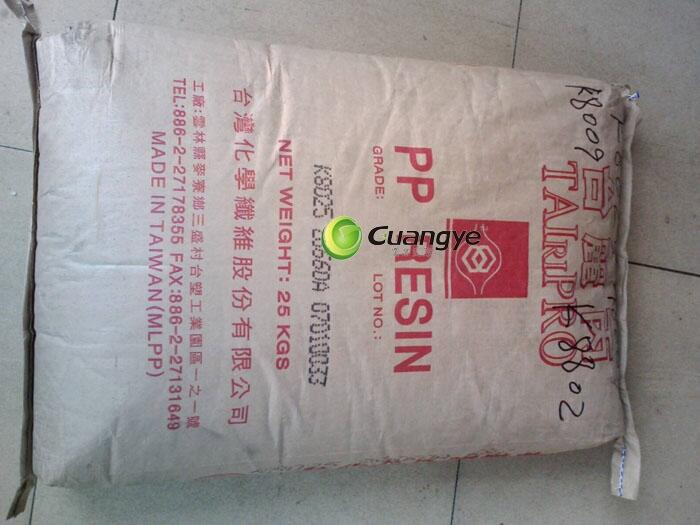 台麗朗
TAIRIPRO
K8009
K8802
PP RESIN
GRADE:
LOT NO.:
K8025
07010033
NET WEIGHT: 25 KGS
台灣化學纖維股份有限公司
工廠:雲林縣麥寮鄉三盛村台塑工業園區一之一號
TEL:886-2-27178355 FAX:886-2-27131649
MADE IN TAIWAN(MLPP)
Cuangye